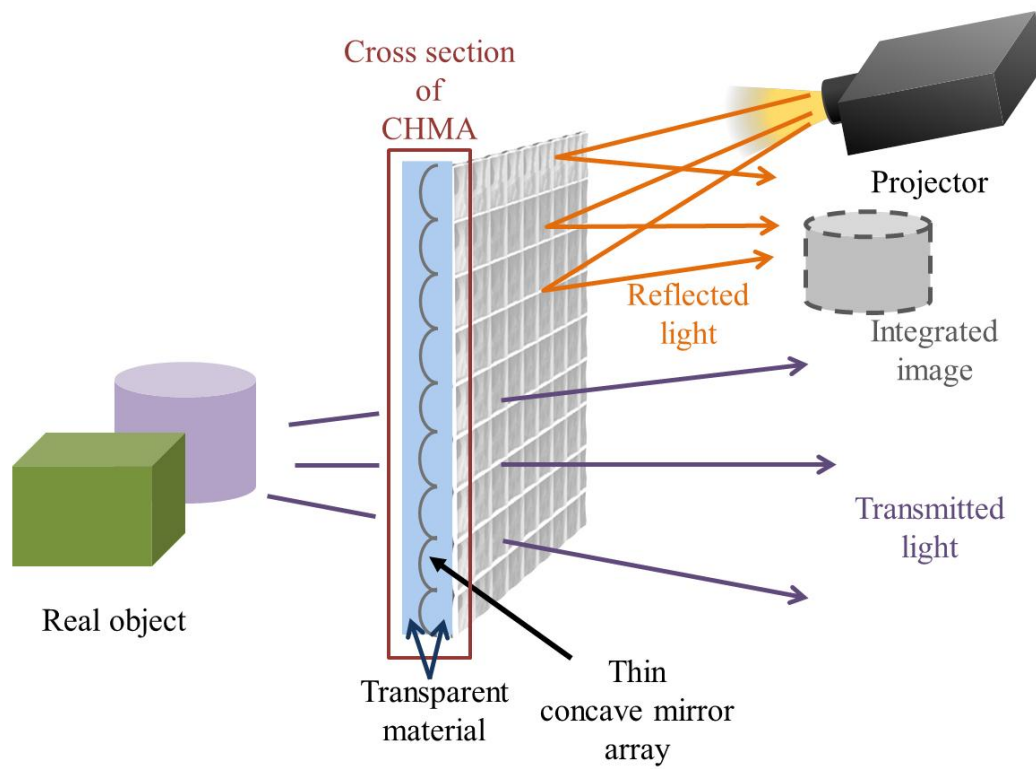 Cross section
of
CHMA
Projector
Reflected
light
Integrated
image
Transmitted
light
Real object
Transparent
material
Thin
concave mirror
array